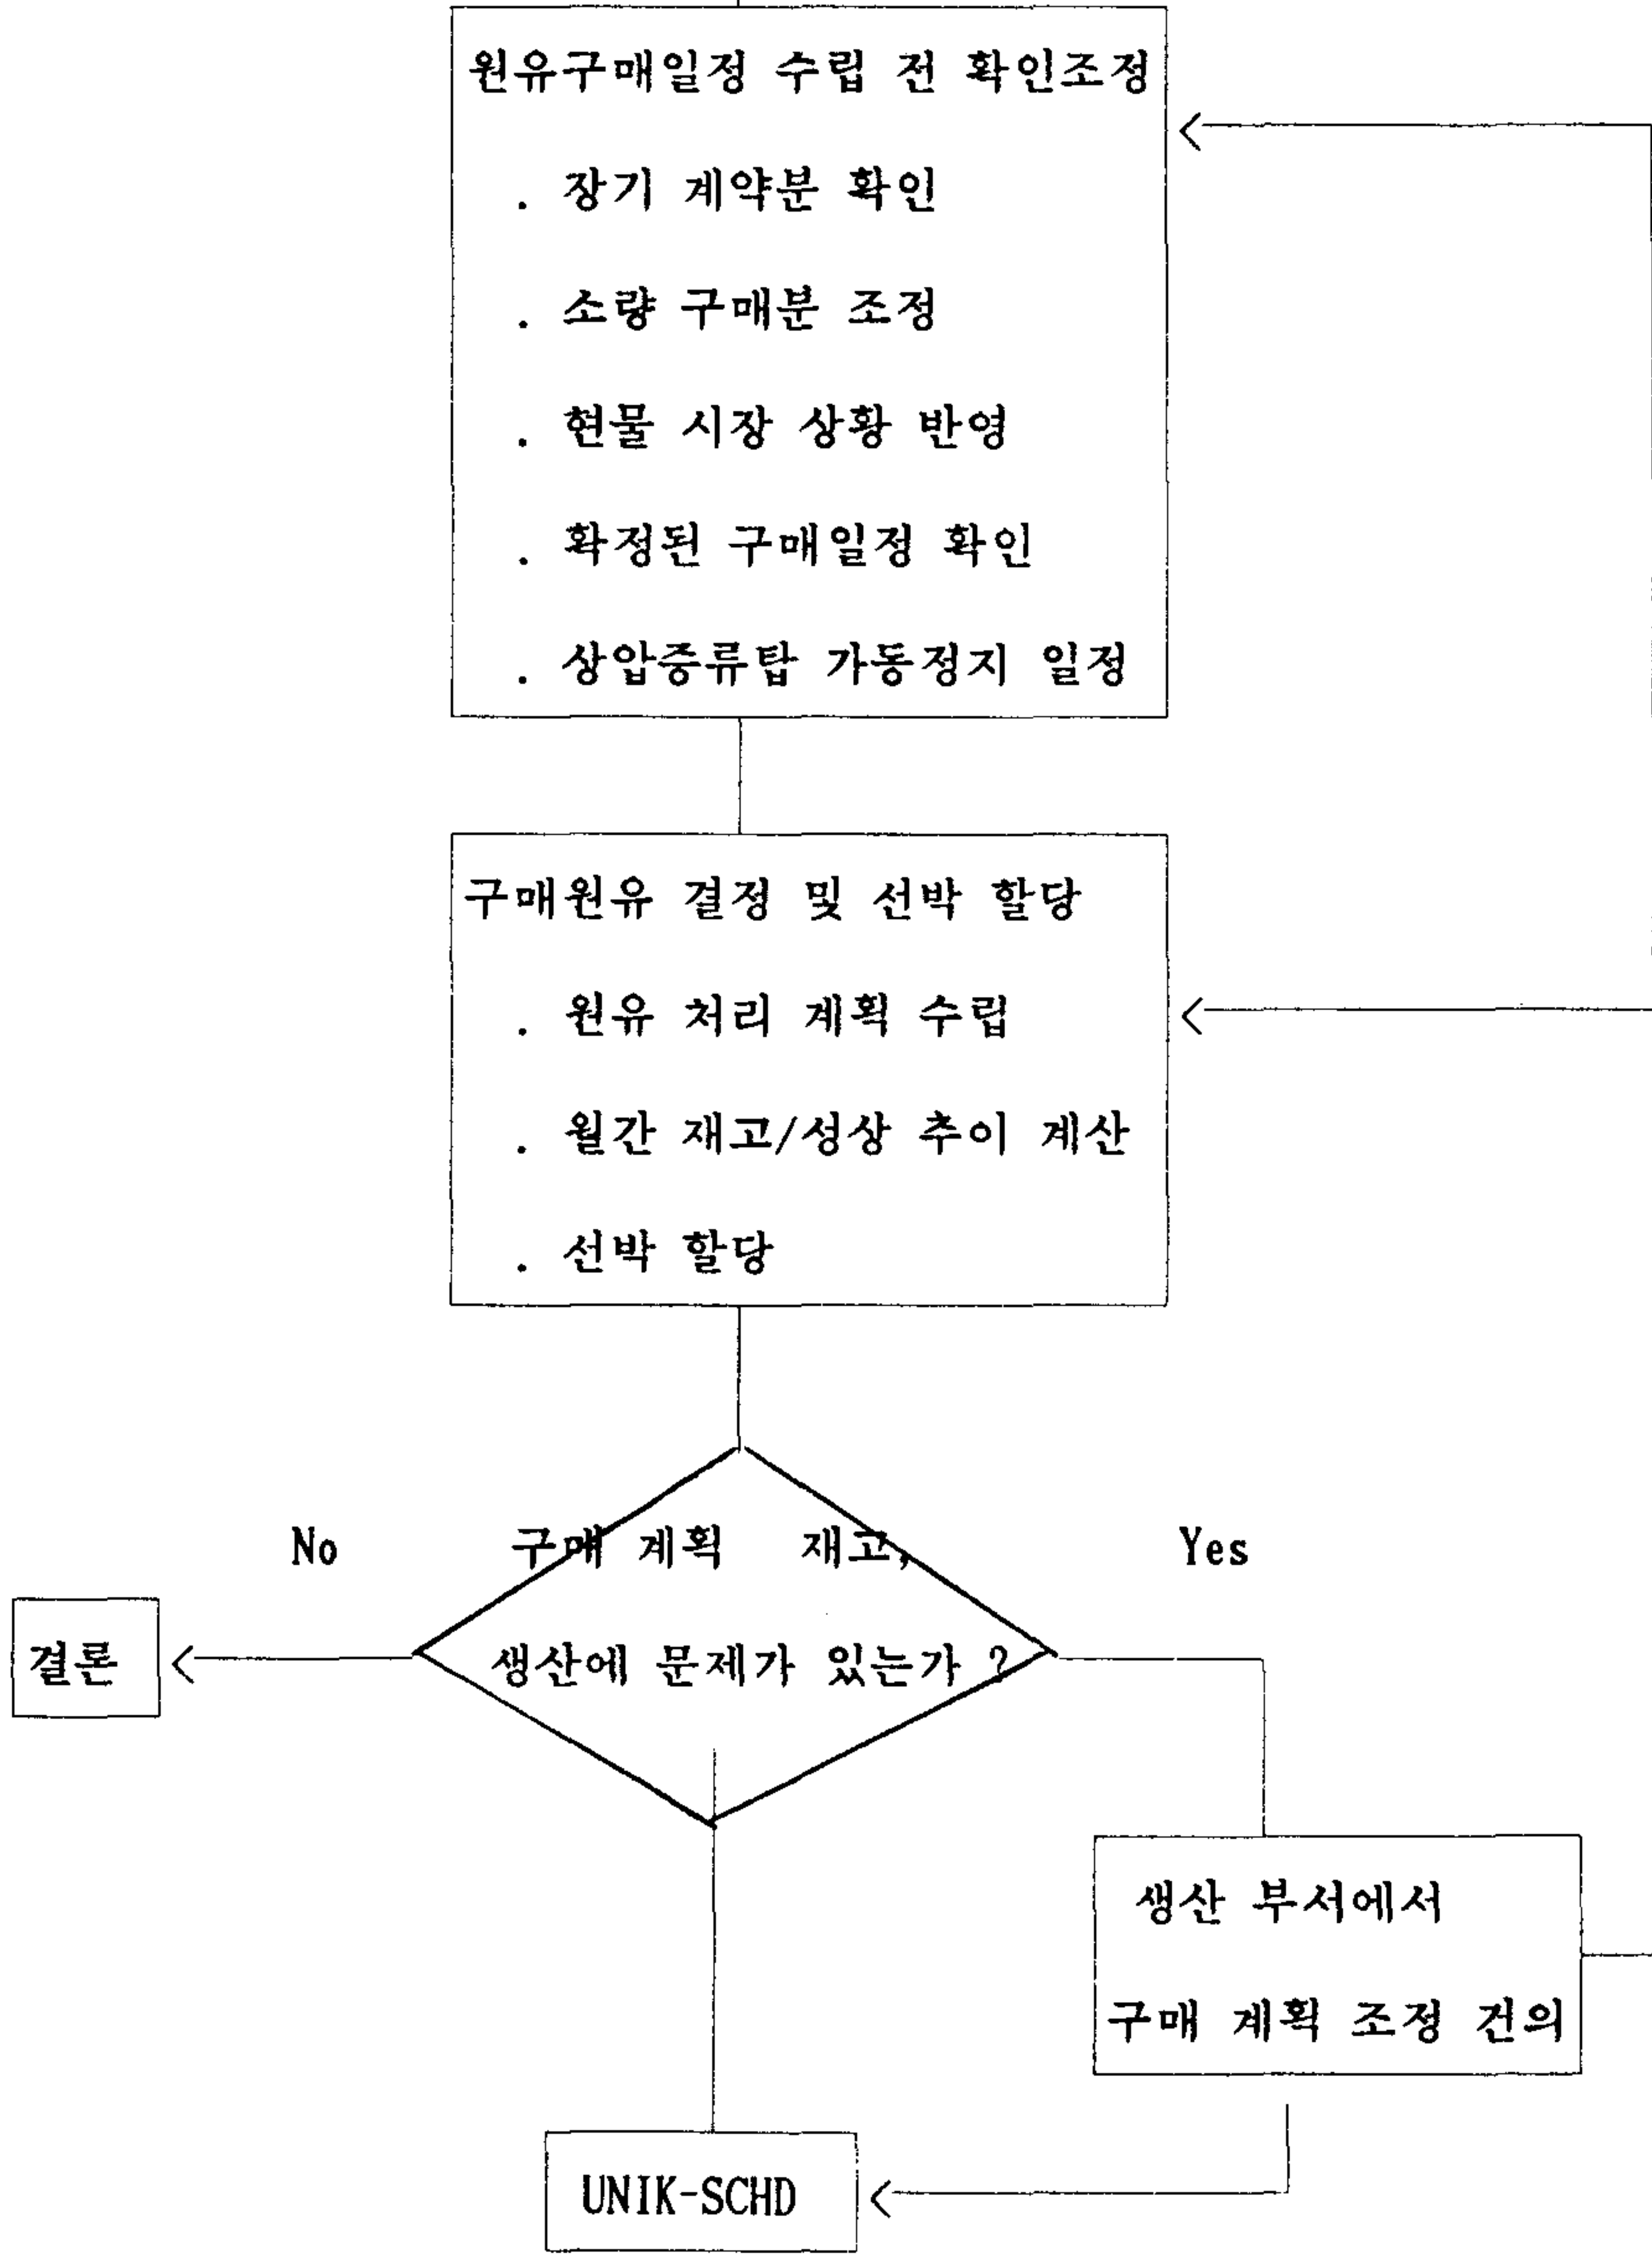 원유구매일정 수립 전 확인조정
. 장기 계약분 확인
. 소량 구매분 조정
. 현물 시장 상황 반영
. 확정된 구매일정 확인
. 상압증류탑 가동정지 일정
구매원유 결정 및 선박 할당
. 원유 처리 계획 수립
. 월간 재고/성상 추이 계산
. 선박 할당
No
구매 계획 재고,
Yes
결론
생산에 문제가 있는가 ?
생산 부서에서
구매 계획 조정 건의
UNIK-SCHD